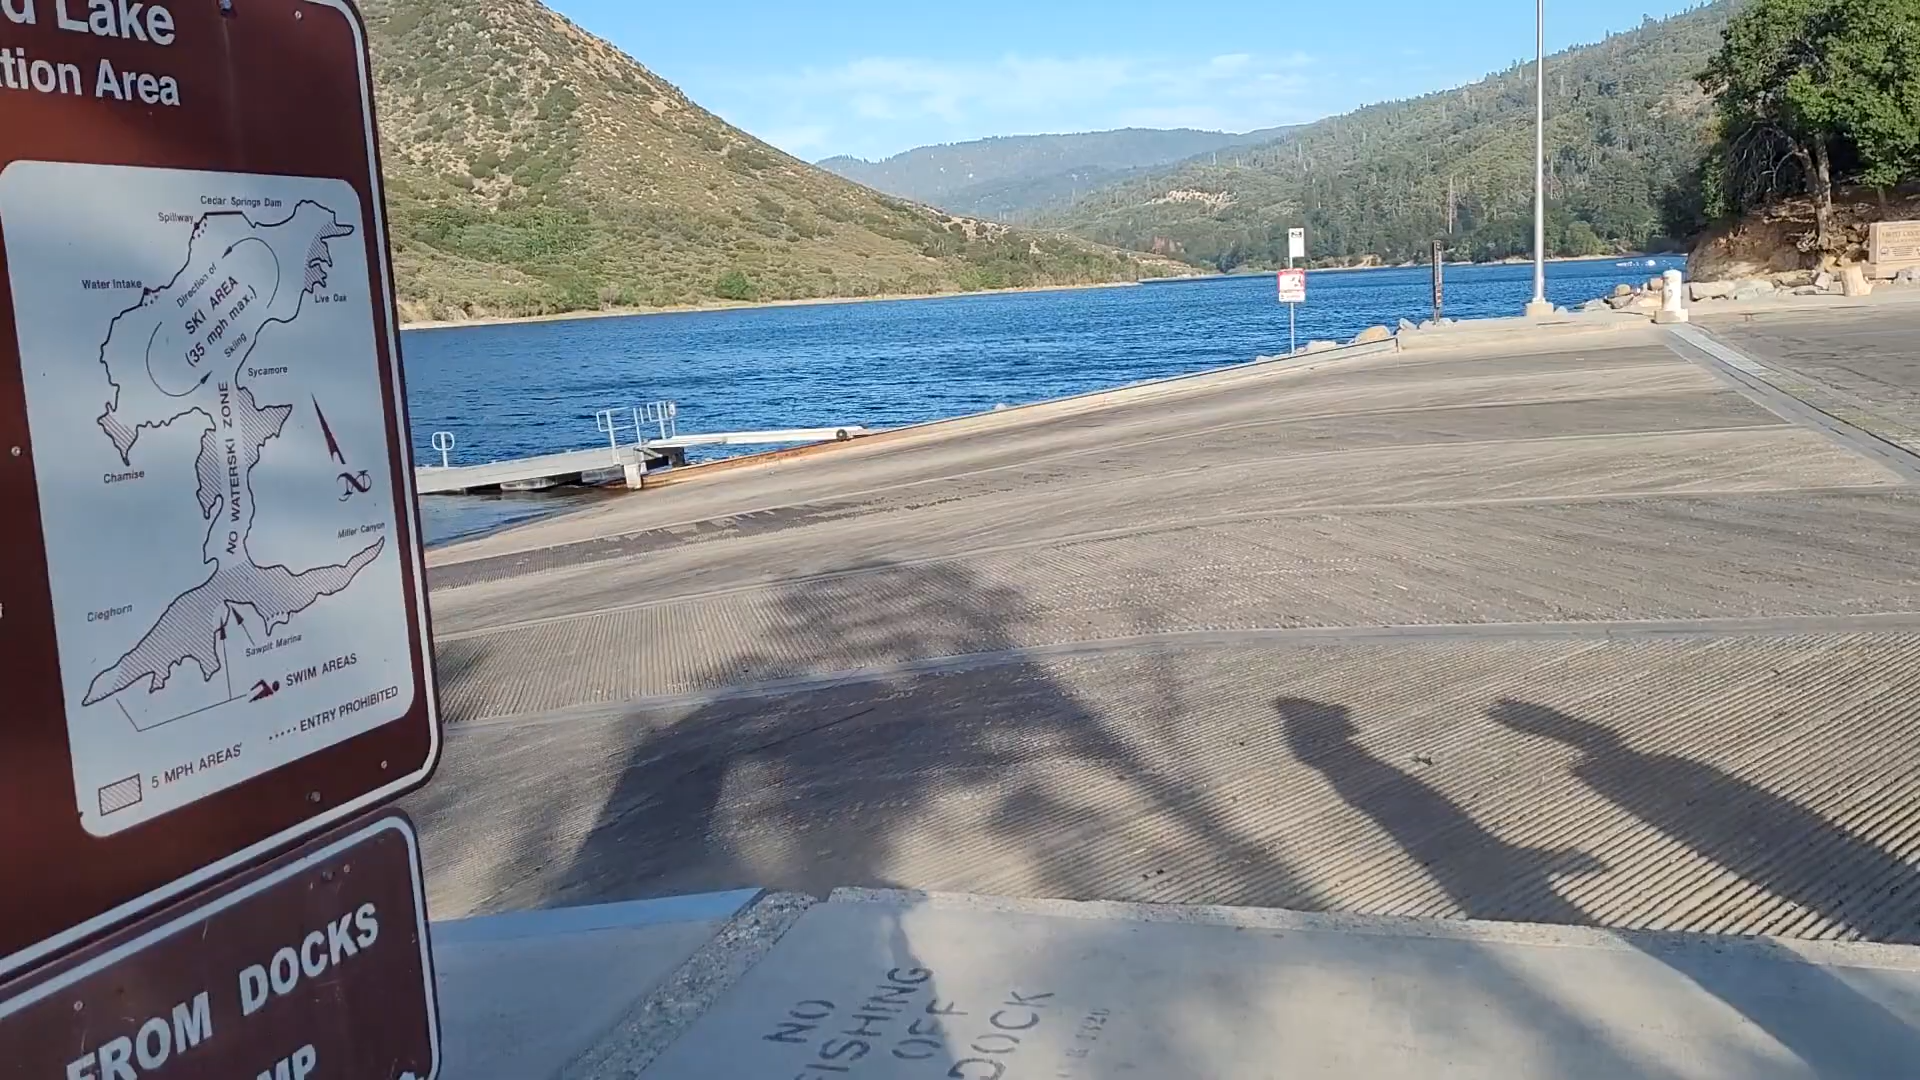 Lake
tion Area
Cedar Springs Dam
Spillway
Water Intake
Direction of
SKI AREA
(35 mph max.)
Skiing
Live Oak
Sycamore
NO WATERSKI ZONE
Chamise
N
Miller Canyon
Cleghorn
Sawpit Marina
SWIM AREAS
ENTRY PROHIBITED
5 MPH AREAS
FROM DOCKS
MP
NO
FISHING
OFF
DOCK